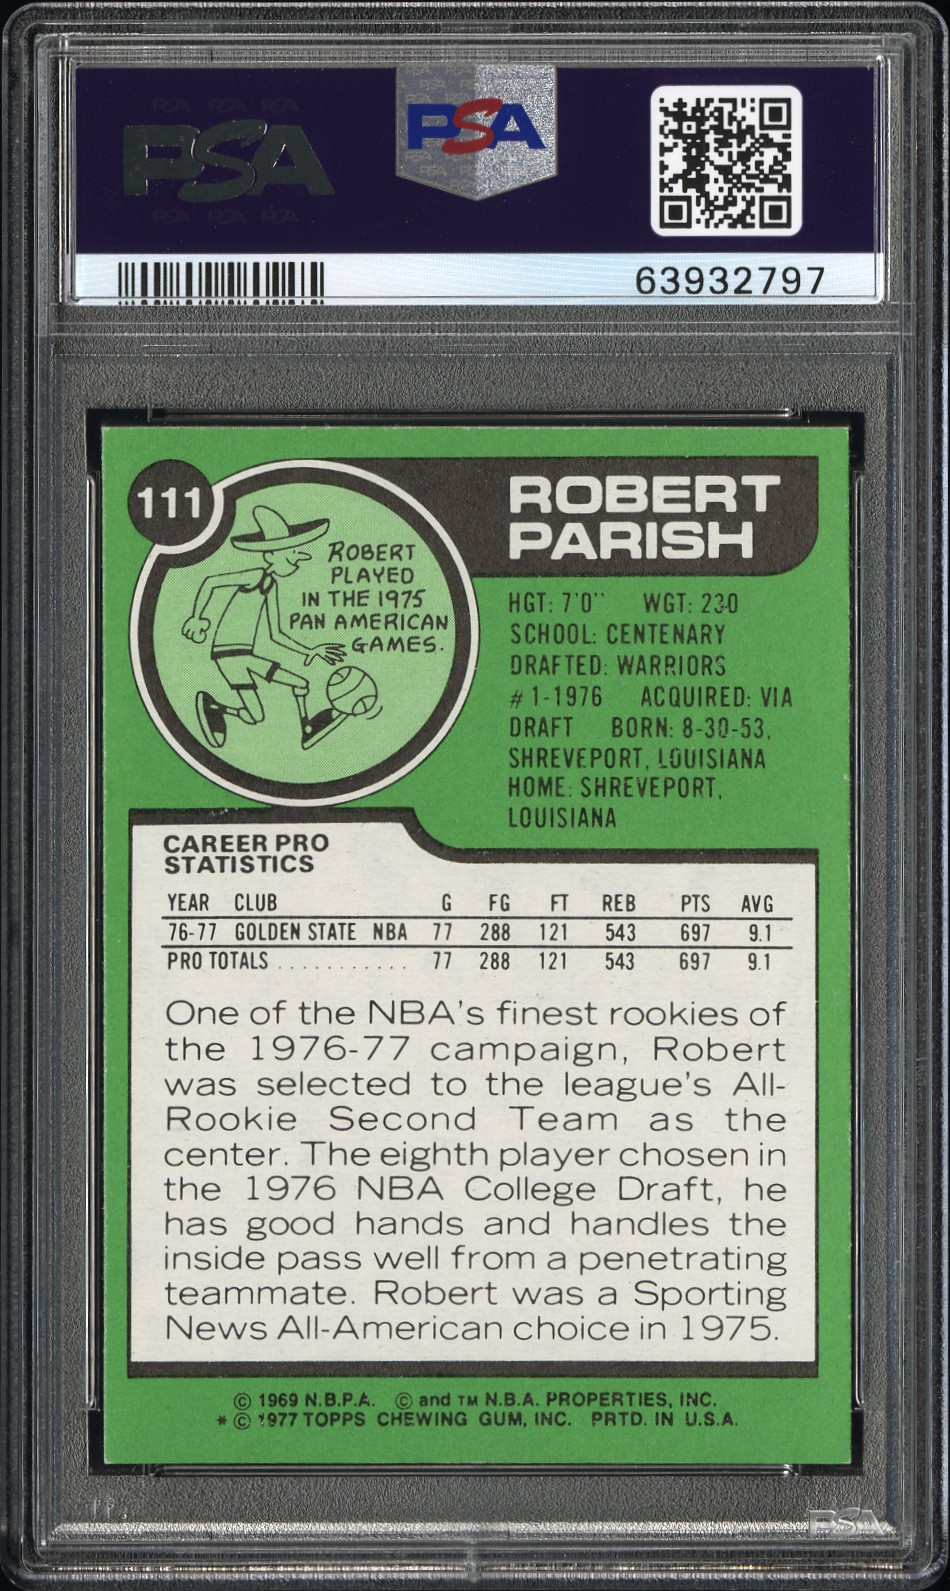 PSA PSA PSA
PSA
PSA PSA PSA
PSA
63932797
111
ROBERT
PARISH
ROBERT
PLAYED
IN THE 1975
PAN AMERICAN
GAMES.
HGT: 7'0" WGT: 230
SCHOOL: CENTENARY
DRAFTED: WARRIORS
#1-1976 ACQUIRED: VIA
DRAFT BORN: 8-30-53,
SHREVEPORT, LOUISIANA
HOME: SHREVEPORT,
LOUISIANA
CAREER PRO
STATISTICS
YEAR CLUB G FG FT REB PTS AVG
76-77 GOLDEN STATE NBA 77 288 121 543 697 9.1
PRO TOTALS ........... 77 288 121 543 697 9.1
One of the NBA's finest rookies of
the 1976-77 campaign, Robert
was selected to the league's All-
Rookie Second Team as the
center. The eighth player chosen in
the 1976 NBA College Draft, he
has good hands and handles the
inside pass well from a penetrating
teammate. Robert was a Sporting
News All-American choice in 1975.
© 1969 N.B.P.A. © and TM N.B.A. PROPERTIES, INC.
* © 1977 TOPPS CHEWING GUM, INC. PRTD. IN U.S.A.
PSA